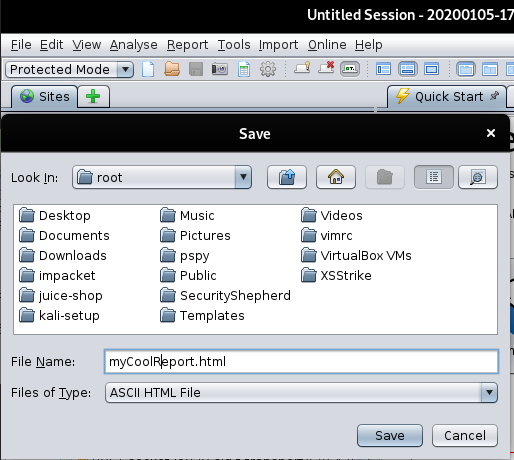 Untitled Session - 20200105-17
File Edit View Analyse Report Tools Import Online Help
Protected Mode
Sites
Quick Start
Save
Look In: root
Desktop Music Videos
Documents Pictures vimrc
Downloads pspy VirtualBox VMs
impacket Public XSStrike
juice-shop SecurityShepherd
kali-setup Templates
File Name: myCoolReport.html
Files of Type: ASCII HTML File
Save Cancel